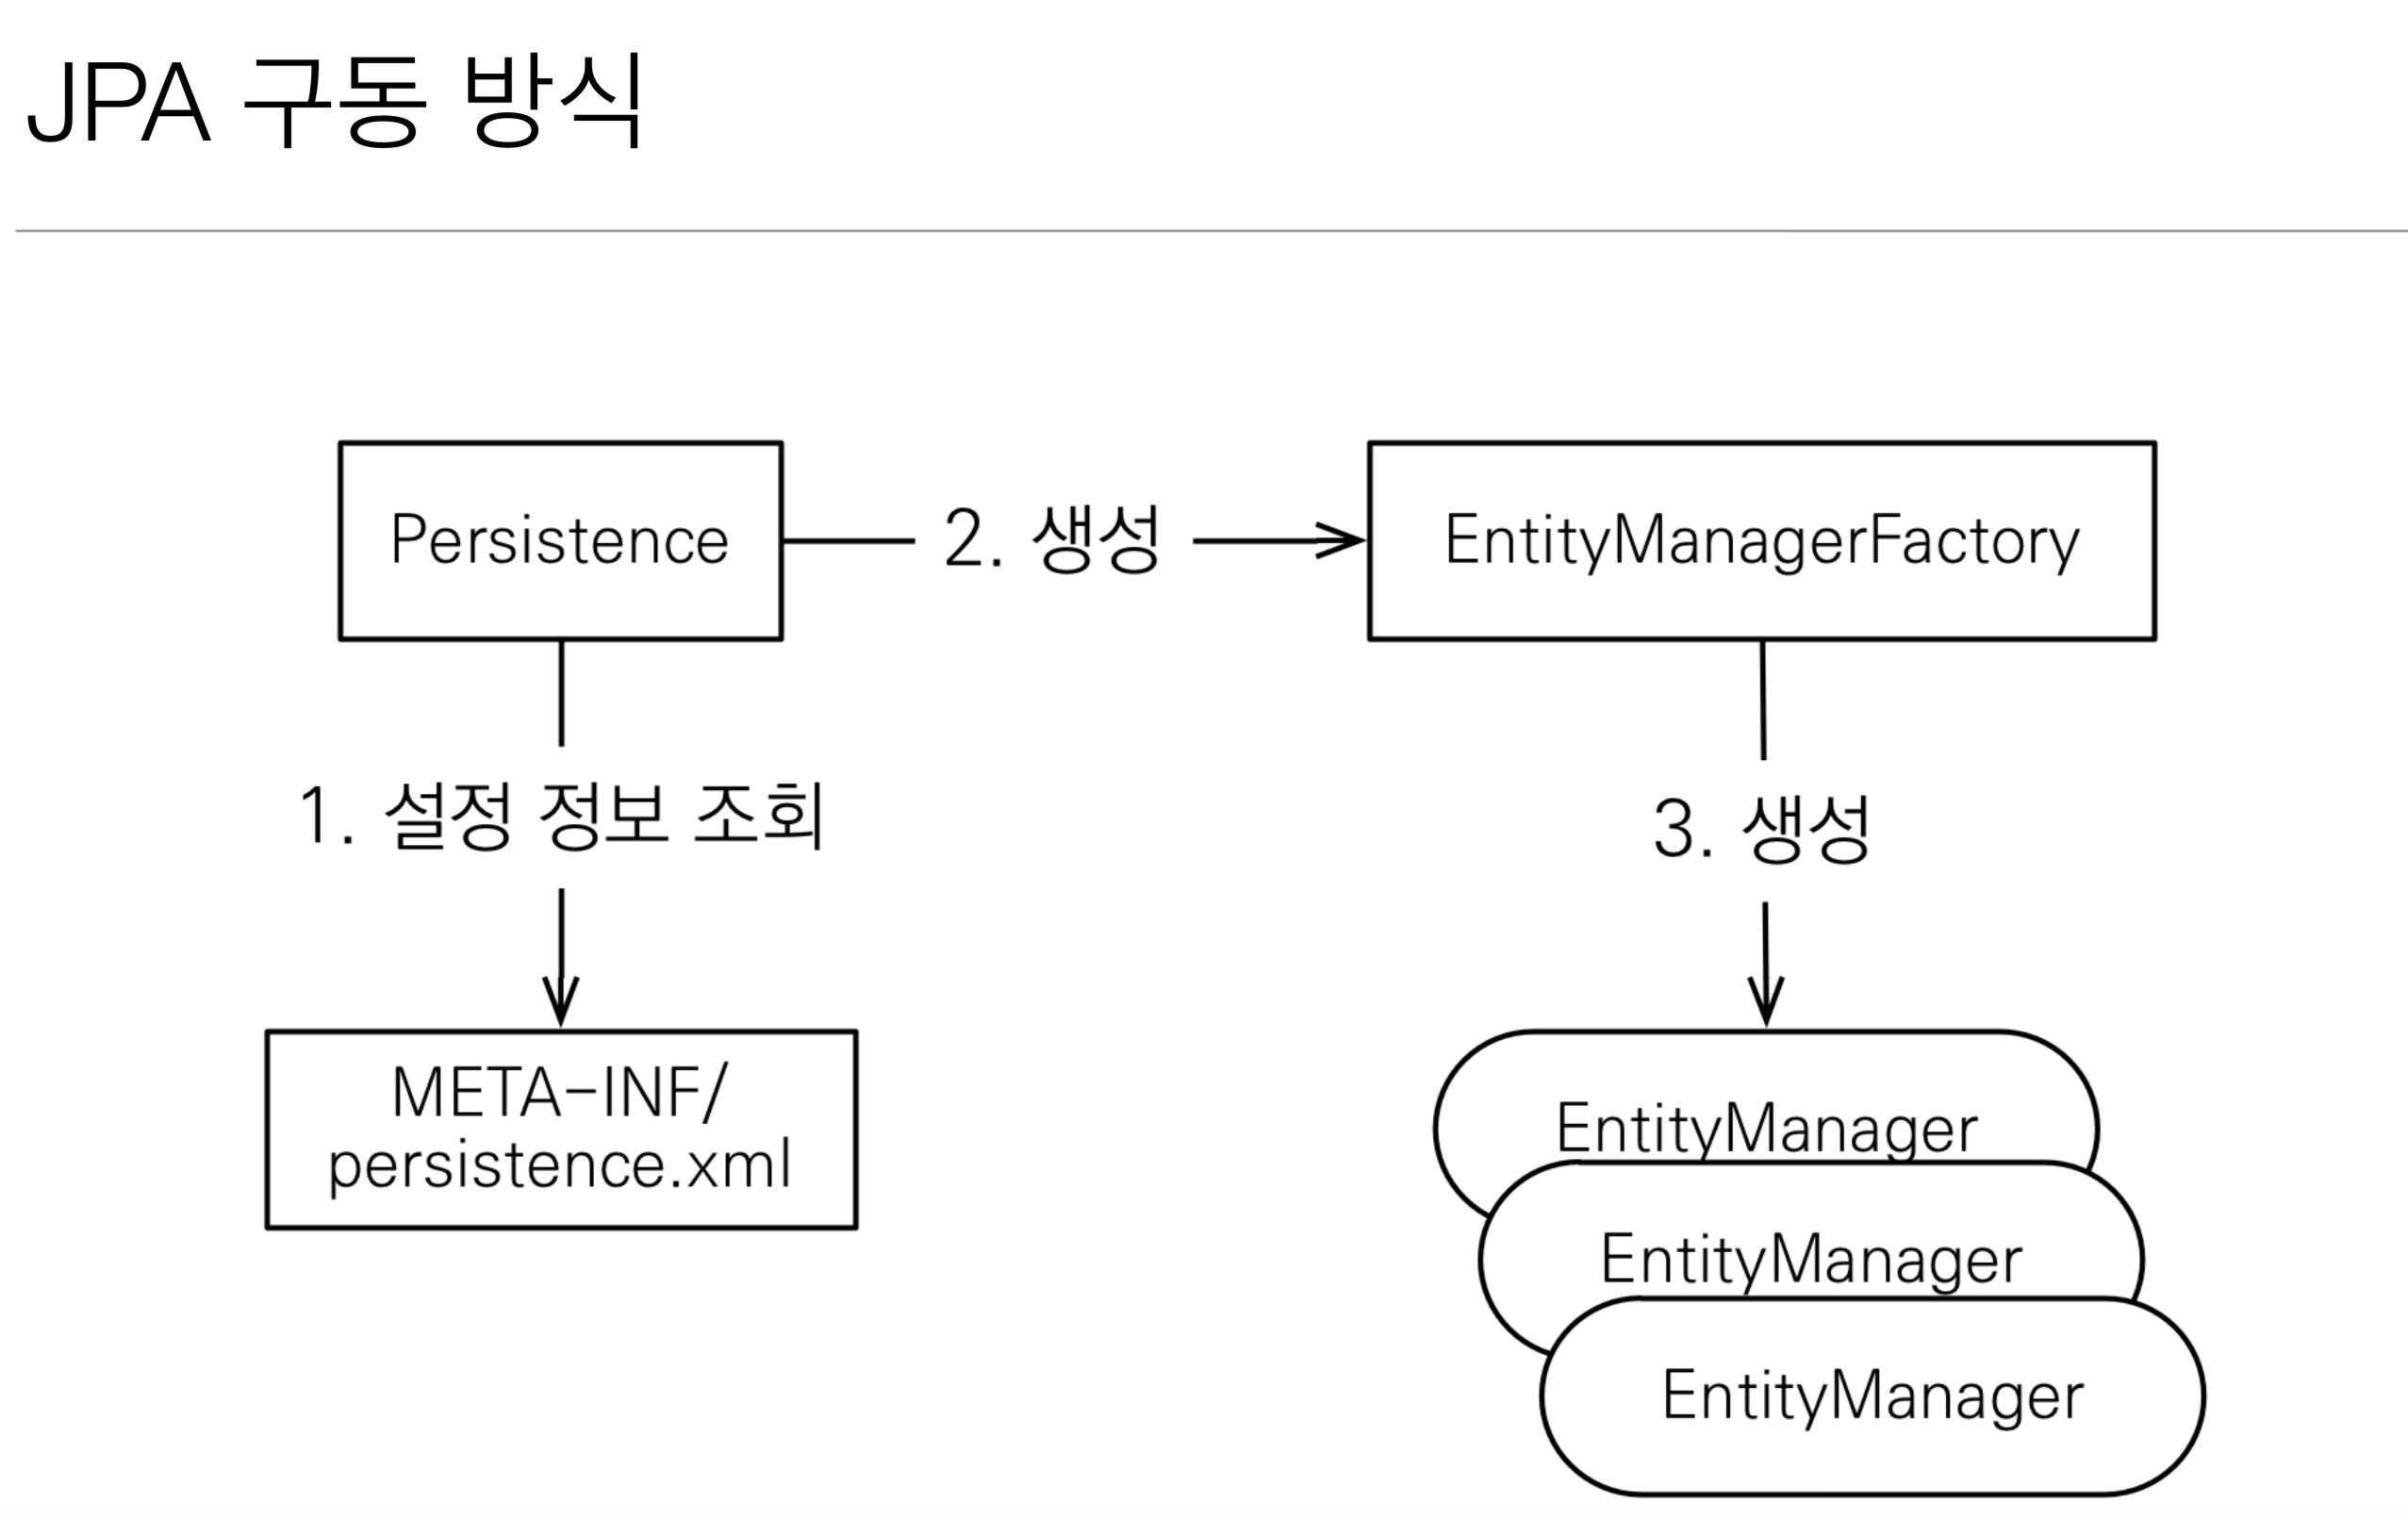 JPA 구동 방식
Persistence
2. 생성
EntityManagerFactory
1. 설정 정보 조회
3. 생성
META-INF/
persistence.xml
EntityManager
EntityManager
EntityManager